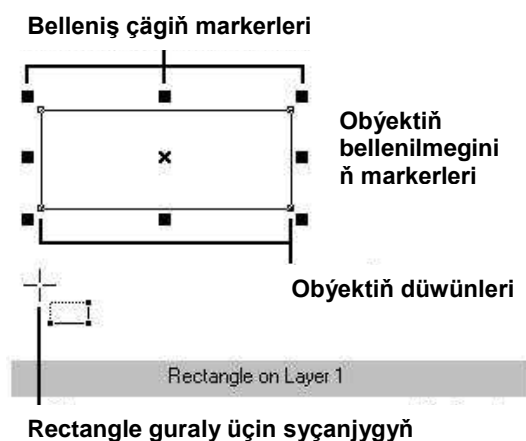 Belleniş çägiň markerleri
Obýektiň
bellenilmegini
ň markerleri
Obýektiň düwünleri
Rectangle on Layer 1
Rectangle guraly üçin syçanjygyň